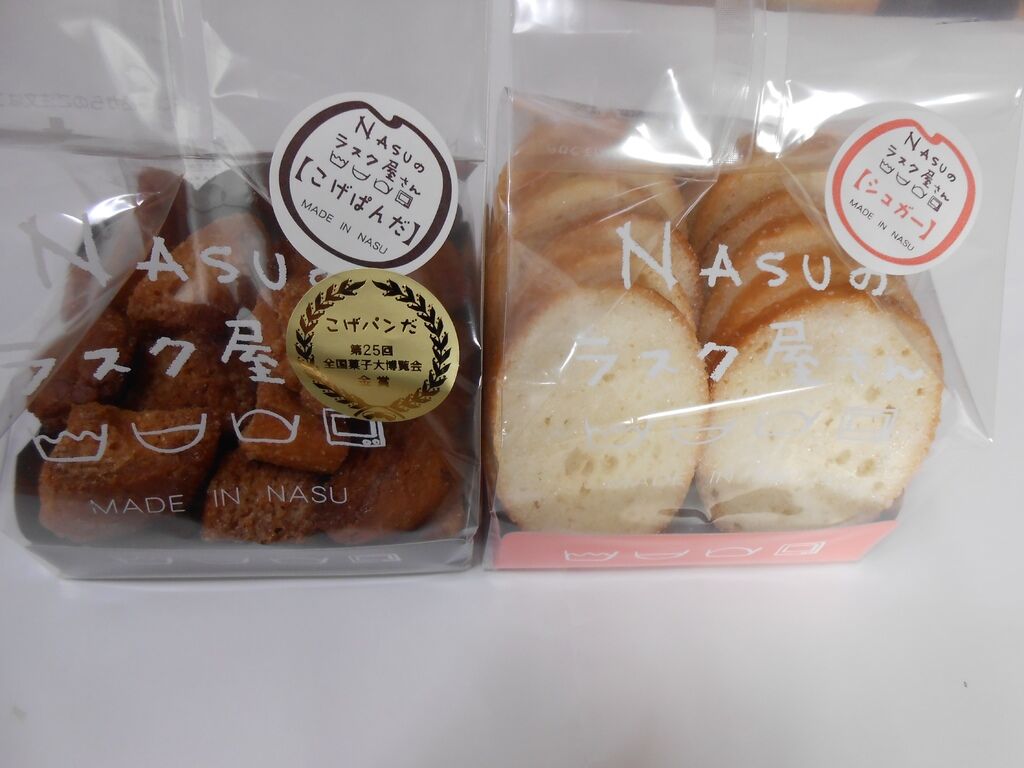 NASUの
ラスク屋さん
【こげぱんだ】
MADE IN NASU
NASUの
ラスク屋
MADE IN NASU
こげパンだ
第25回
全国菓子大博覧会
金賞
NASUの
ラスク屋さん
【シュガー】
MADE IN NASU
NASUの
ラスク屋さん
MADE IN NASU